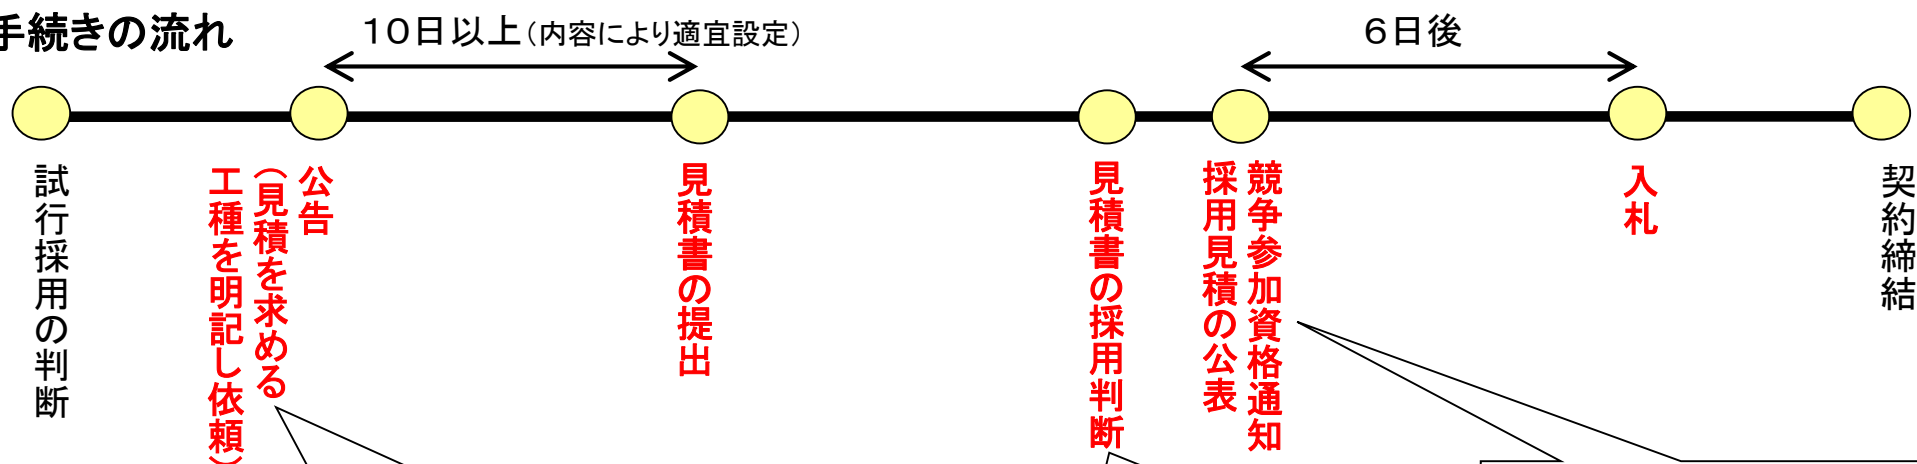 手続きの流れ
10日以上(内容により適宜設定)
6日後
試行採用の判断
公告
(見積を求める
工種を明記し依頼)
見積書の提出
見積書の採用判断
競争参加資格通知
採用見積の公表
入札
契約締結